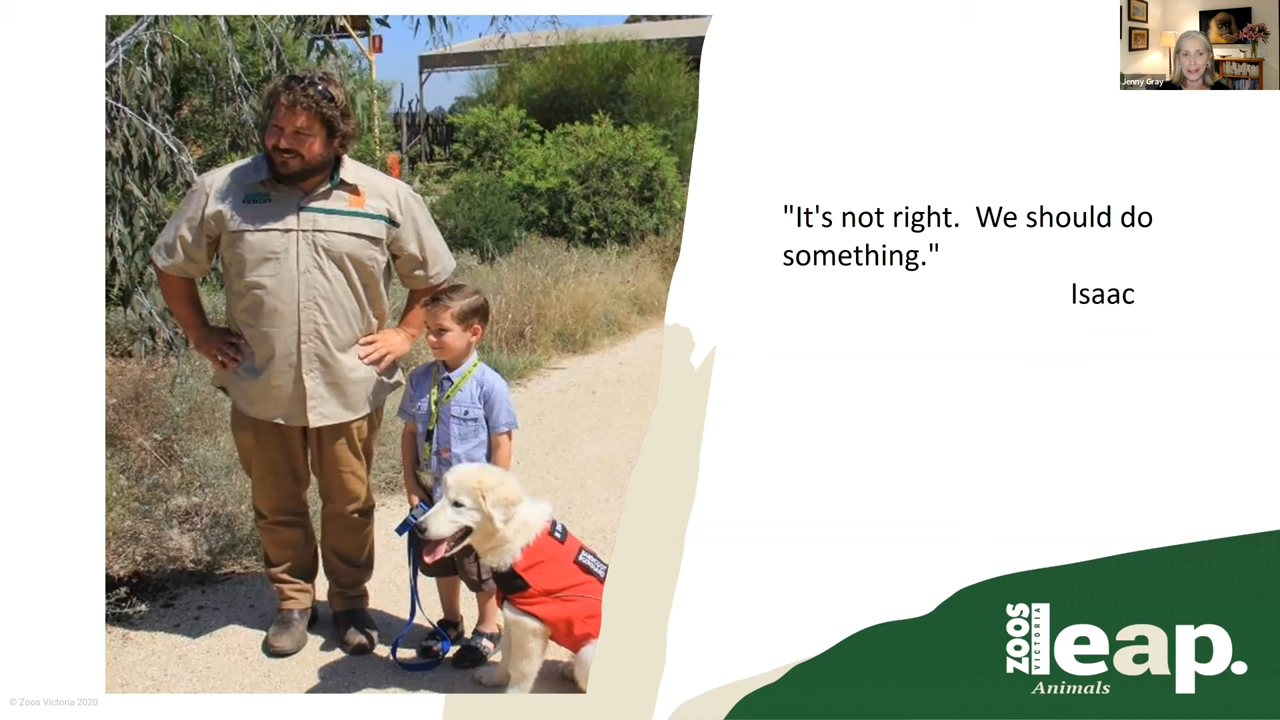 Jenny Gray
"It's not right.  We should do
something."
Isaac
ZOOS
VICTORIA
leap.
Animals
© Zoos Victoria 2020